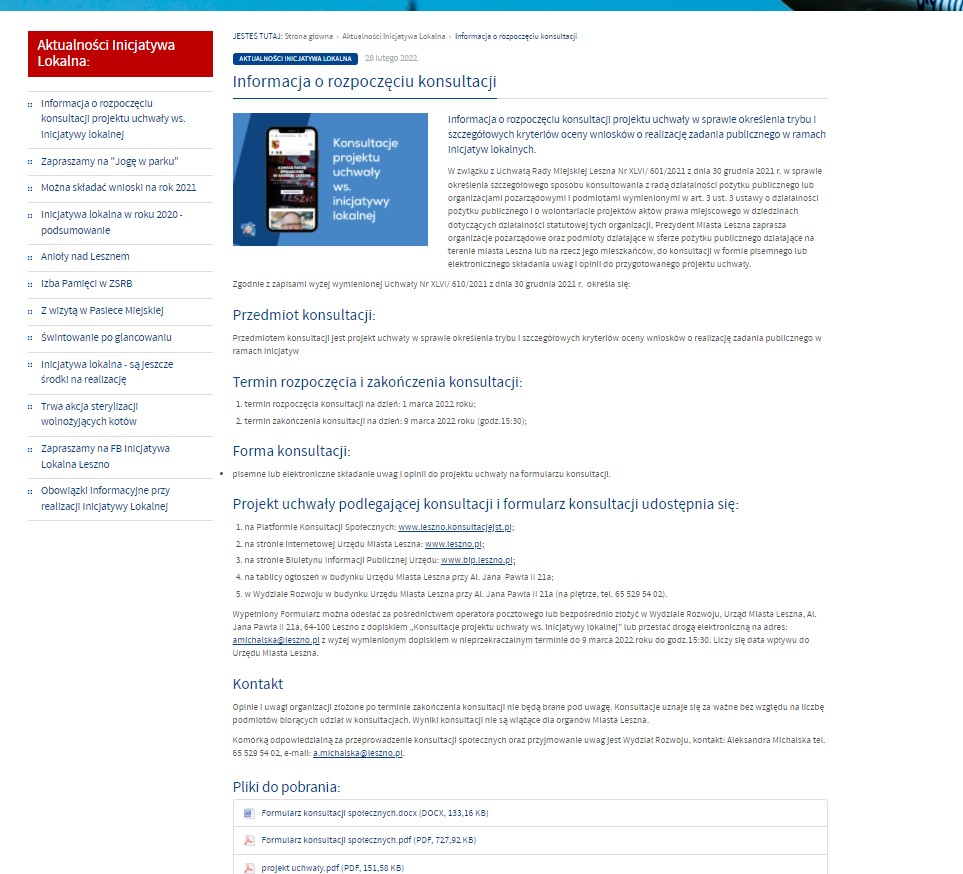 Aktualności Inicjatywa
Lokalna:
Informacja o rozpoczęciu
konsultacji projektu uchwały ws.
Inicjatywy lokalnej
Zapraszamy na "Jogę w parku"
Można składać wnioski na rok 2021
Inicjatywa lokalna w roku 2020 -
podsumowanie
Anioły nad Lesznem
Izba Pamięci w ZSRB
Z wizytą w Pasiece Miejskiej
Świntowanie po glancowaniu
Inicjatywa lokalna - są jeszcze
środki na realizację
Trwa akcja sterylizacji
wolnożyjących kotów
Zapraszamy na FB Inicjatywa
Lokalna Leszno
Obowiązki informacyjne przy
realizacji Inicjatywy Lokalnej
JESTEŚ TUTAJ: Strona główna › Aktualności Inicjatywa Lokalna › Informacja o rozpoczęciu konsultacji
AKTUALNOŚCI INICJATYWA LOKALNA 28 lutego 2022
Informacja o rozpoczęciu konsultacji
Konsultacje
projektu
uchwały
ws.
inicjatywy
lokalnej
Informacja o rozpoczęciu konsultacji projektu uchwały w sprawie określenia trybu i
szczegółowych kryteriów oceny wniosków o realizację zadania publicznego w ramach
inicjatyw lokalnych.
W związku z Uchwałą Rady Miejskiej Leszna Nr XLVI/ 601/2021 z dnia 30 grudnia 2021 r. w sprawie
określenia szczegółowego sposobu konsultowania z radą działalności pożytku publicznego lub
organizacjami pozarządowymi i podmiotami wymienionymi w art. 3 ust. 3 ustawy o działalności
pożytku publicznego i o wolontariacie projektów aktów prawa miejscowego w dziedzinach
dotyczących działalności statutowej tych organizacji, Prezydent Miasta Leszna zaprasza
organizacje pozarządowe oraz podmioty działające w sferze pożytku publicznego działające na
terenie miasta Leszna lub na rzecz jego mieszkańców, do konsultacji w formie pisemnego lub
elektronicznego składania uwag i opinii do przygotowanego projektu uchwały.
Zgodnie z zapisami wyżej wymienionej Uchwały Nr XLVI/ 610/2021 z dnia 30 grudnia 2021 r. określa się:
Przedmiot konsultacji:
Przedmiotem konsultacji jest projekt uchwały w sprawie określenia trybu i szczegółowych kryteriów oceny wniosków o realizację zadania publicznego w
ramach inicjatyw
Termin rozpoczęcia i zakończenia konsultacji:
1. termin rozpoczęcia konsultacji na dzień: 1 marca 2022 roku;
2. termin zakończenia konsultacji na dzień: 9 marca 2022 roku (godz.15:30);
Forma konsultacji:
• pisemne lub elektroniczne składanie uwag i opinii do projektu uchwały na formularzu konsultacji.
Projekt uchwały podlegającej konsultacji i formularz konsultacji udostępnia się:
1. na Platformie Konsultacji Społecznych: www.leszno.konsultacjejst.pl;
2. na stronie internetowej Urzędu Miasta Leszna: www.leszno.pl;
3. na stronie Biuletynu Informacji Publicznej Urzędu: www.bip.leszno.pl;
4. na tablicy ogłoszeń w budynku Urzędu Miasta Leszna przy Al. Jana Pawła II 21a;
5. w Wydziale Rozwoju w budynku Urzędu Miasta Leszna przy Al. Jana Pawła II 21a (na piętrze, tel. 65 529 54 02).
Wypełniony Formularz można odesłać za pośrednictwem operatora pocztowego lub bezpośrednio złożyć w Wydziale Rozwoju, Urząd Miasta Leszna, Al.
Jana Pawła II 21a, 64-100 Leszno z dopiskiem „Konsultacje projektu uchwały ws. Inicjatywy lokalnej” lub przesłać drogą elektroniczną na adres:
amichalska@leszno.pl z wyżej wymienionym dopiskiem w nieprzekraczalnym terminie do 9 marca 2022 roku do godz.15:30. Liczy się data wpływu do
Urzędu Miasta Leszna.
Kontakt
Opinie i uwagi organizacji złożone po terminie zakończenia konsultacji nie będą brane pod uwagę. Konsultacje uznaje się za ważne bez względu na liczbę
podmiotów biorących udział w konsultacjach. Wyniki konsultacji nie są wiążące dla organów Miasta Leszna.
Komórką odpowiedzialną za przeprowadzenie konsultacji społecznych oraz przyjmowanie uwag jest Wydział Rozwoju, kontakt: Aleksandra Michalska tel.
65 529 54 02, e-mail: a.michalska@leszno.pl.
Pliki do pobrania:
Formularz konsultacji społecznych.docx (DOCX, 133,16 KB)
Formularz konsultacji społecznych.pdf (PDF, 727,92 KB)
projekt uchwały.pdf (PDF, 151,58 KB)